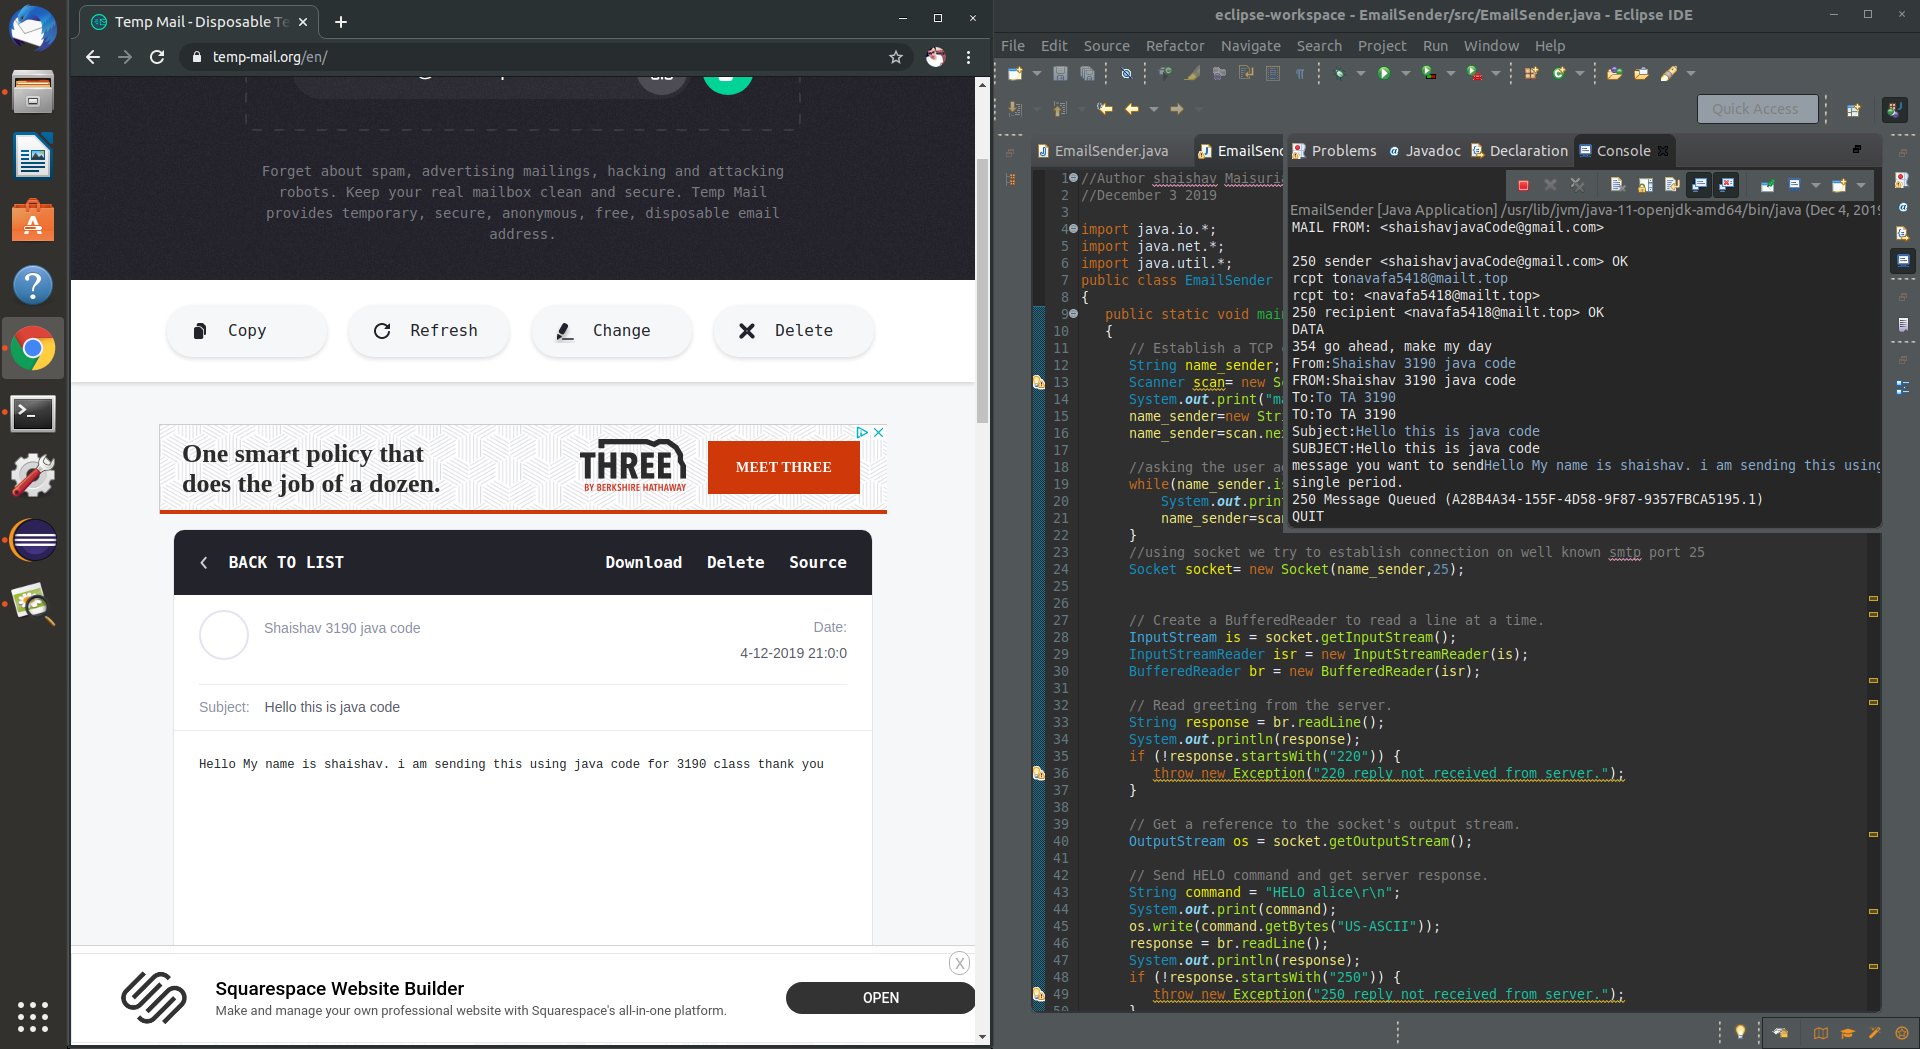 Temp Mail - Disposable Te
temp-mail.org/en/
Forget about spam, advertising mailings, hacking and attacking
robots. Keep your real mailbox clean and secure. Temp Mail
provides temporary, secure, anonymous, free, disposable email
address.
Copy
Refresh
Change
Delete
One smart policy that
does the job of a dozen.
THREE
BY BERKSHIRE HATHAWAY
MEET THREE
BACK TO LIST
Download
Delete
Source
Shaishav 3190 java code
Date:
4-12-2019 21:0:0
Subject: Hello this is java code
Hello My name is shaishav. i am sending this using java code for 3190 class thank you
X
Squarespace Website Builder
Make and manage your own professional website with Squarespace's all-in-one platform.
OPEN
eclipse-workspace - EmailSender/src/EmailSender.java - Eclipse IDE
File Edit Source Refactor Navigate Search Project Run Window Help
Quick Access
EmailSender.java
EmailSend
Problems
Javadoc
Declaration
Console
EmailSender [Java Application] /usr/lib/jvm/java-11-openjdk-amd64/bin/java (Dec 4, 2019
MAIL FROM: <shaishavjavaCode@gmail.com>
250 sender <shaishavjavaCode@gmail.com> OK
rcpt tonavafa5418@mailt.top
rcpt to: <navafa5418@mailt.top>
250 recipient <navafa5418@mailt.top> OK
DATA
354 go ahead, make my day
From:Shaishav 3190 java code
FROM:Shaishav 3190 java code
To:To TA 3190
TO:To TA 3190
Subject:Hello this is java code
SUBJECT:Hello this is java code
message you want to sendHello My name is shaishav. i am sending this using
single period.
250 Message Queued (A28B4A34-155F-4D58-9F87-9357FBCA5195.1)
QUIT
1 //Author shaishav Maisuria
2 //December 3 2019
3
4 import java.io.*;
5 import java.net.*;
6 import java.util.*;
7 public class EmailSender
8 {
9 public static void mai
10 {
11 // Establish a TCP
12 String name_sender;
13 Scanner scan= new S
14 System.out.print("m
15 name_sender=new Stri
16 name_sender=scan.nex
17
18 //asking the user a
19 while(name_sender.i
20 System.out.prin
21 name_sender=sca
22 }
23 //using socket we try to establish connection on well known smtp port 25
24 Socket socket= new Socket(name_sender,25);
25
26
27 // Create a BufferedReader to read a line at a time.
28 InputStream is = socket.getInputStream();
29 InputStreamReader isr = new InputStreamReader(is);
30 BufferedReader br = new BufferedReader(isr);
31
32 // Read greeting from the server.
33 String response = br.readLine();
34 System.out.println(response);
35 if (!response.startsWith("220")) {
36 throw new Exception("220 reply not received from server.");
37 }
38
39 // Get a reference to the socket's output stream.
40 OutputStream os = socket.getOutputStream();
41
42 // Send HELO command and get server response.
43 String command = "HELO alice\r\n";
44 System.out.print(command);
45 os.write(command.getBytes("US-ASCII"));
46 response = br.readLine();
47 System.out.println(response);
48 if (!response.startsWith("250")) {
49 throw new Exception("250 reply not received from server.");
50 }